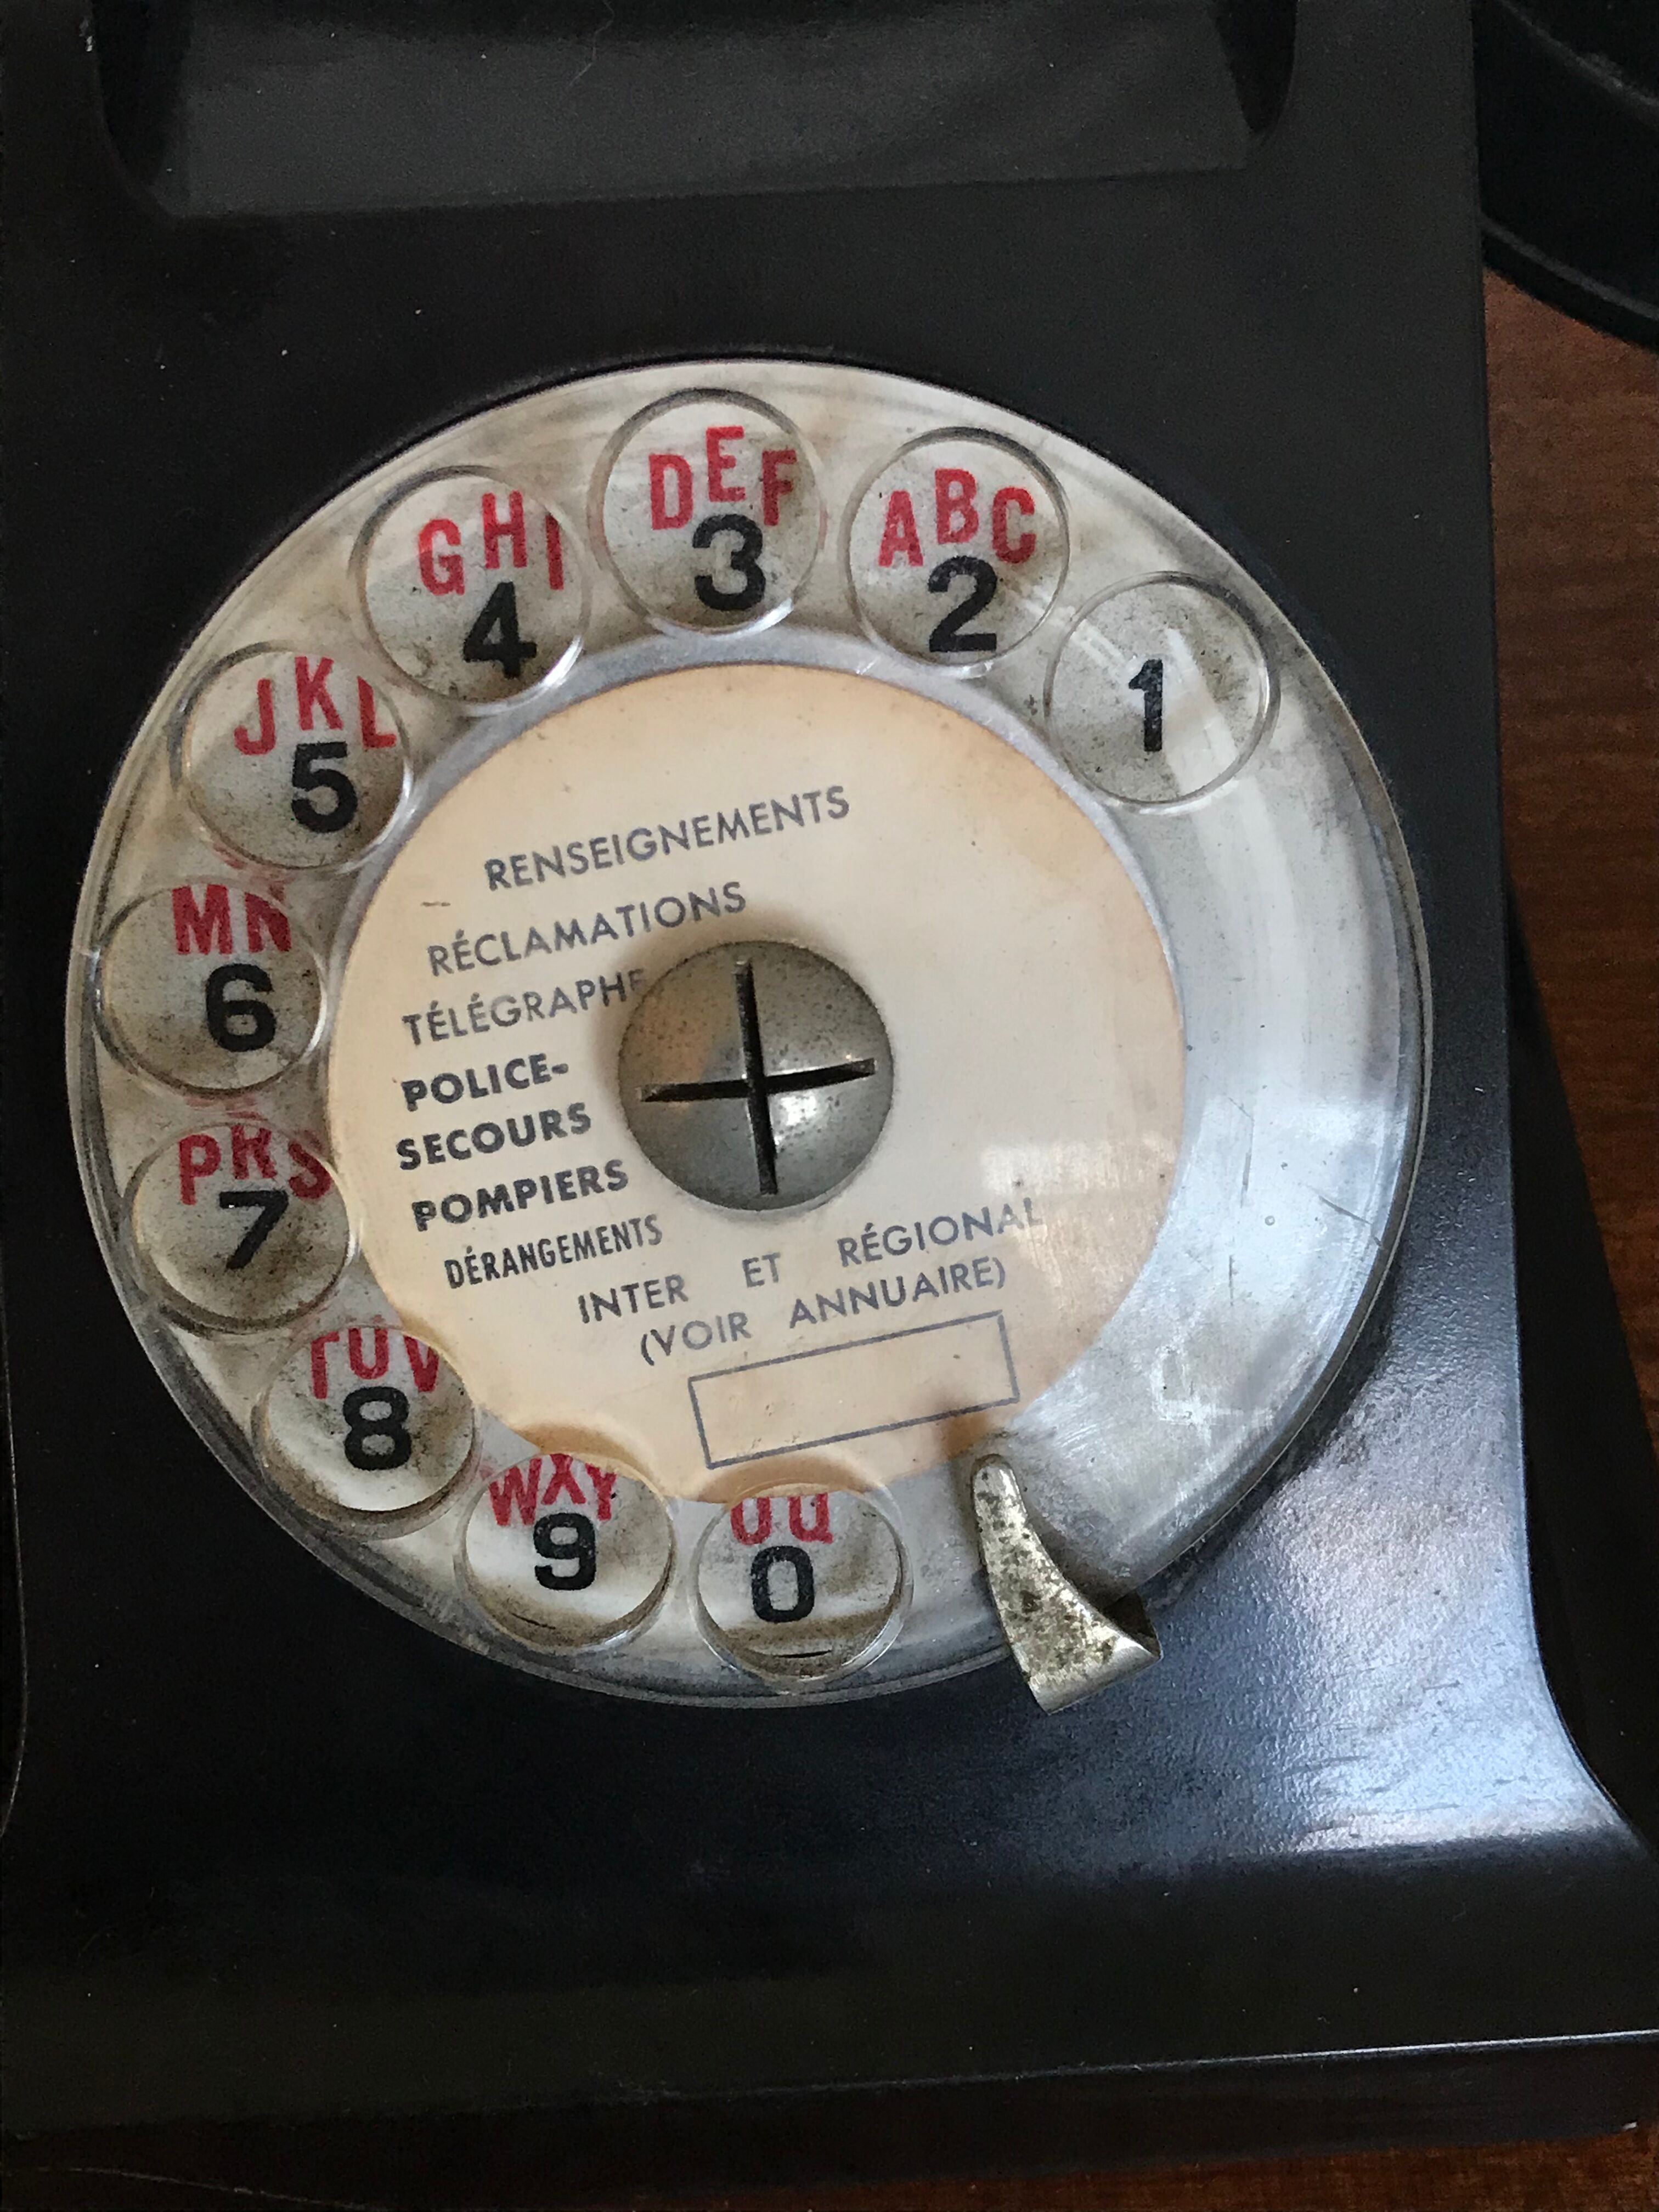 ABC
DEF
GHI
JKL
MN
PRS
TUV
WXY
OQ
1
2
3
4
5
6
7
8
9
0
RENSEIGNEMENTS
RÉCLAMATIONS
TÉLÉGRAPHE
POLICE-
SECOURS
POMPIERS
DÉRANGEMENTS
INTER ET RÉGIONAL
(VOIR ANNUAIRE)